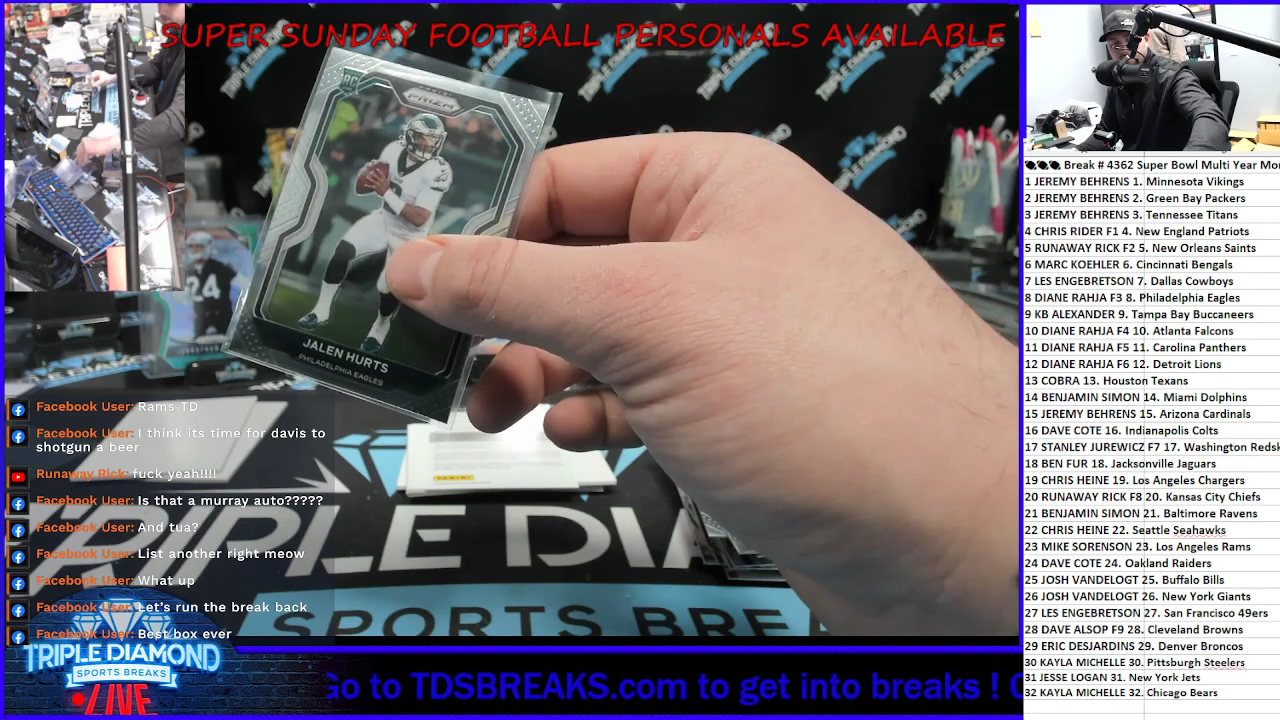 SUPER SUNDAY FOOTBALL PERSONALS AVAILABLE
RC
PRIZM
JALEN HURTS
PHILADELPHIA EAGLES
24
PANINI
TRIPLE DIA
SPORTS BREA
Facebook User: Rams TD
Facebook User: I think its time for davis to
shotgun a beer
Runaway Rick: fuck yeah!!!!
Facebook User: Is that a murray auto?????
Facebook User: And tua?
Facebook User: List another right meow
Facebook User: What up
Facebook User: Let's run the break back
Facebook User: Best box ever
TRIPLE DIAMOND
SPORTS BREAKS
LIVE
Go to TDSBREAKS.com to get into breaks !
Break # 4362 Super Bowl Multi Year
1 JEREMY BEHRENS 1. Minnesota Vikings
2 JEREMY BEHRENS 2. Green Bay Packers
3 JEREMY BEHRENS 3. Tennessee Titans
4 CHRIS RIDER F1 4. New England Patriots
5 RUNAWAY RICK F2 5. New Orleans Saints
6 MARC KOEHLER 6. Cincinnati Bengals
7 LES ENGEBRETSON 7. Dallas Cowboys
8 DIANE RAHJA F3 8. Philadelphia Eagles
9 KB ALEXANDER 9. Tampa Bay Buccaneers
10 DIANE RAHJA F4 10. Atlanta Falcons
11 DIANE RAHJA F5 11. Carolina Panthers
12 DIANE RAHJA F6 12. Detroit Lions
13 COBRA 13. Houston Texans
14 BENJAMIN SIMON 14. Miami Dolphins
15 JEREMY BEHRENS 15. Arizona Cardinals
16 DAVE COTE 16. Indianapolis Colts
17 STANLEY JUREWICZ F7 17. Washington Redsk
18 BEN FUR 18. Jacksonville Jaguars
19 CHRIS HEINE 19. Los Angeles Chargers
20 RUNAWAY RICK F8 20. Kansas City Chiefs
21 BENJAMIN SIMON 21. Baltimore Ravens
22 CHRIS HEINE 22. Seattle Seahawks
23 MIKE SORENSON 23. Los Angeles Rams
24 DAVE COTE 24. Oakland Raiders
25 JOSH VANDELOGT 25. Buffalo Bills
26 JOSH VANDELOGT 26. New York Giants
27 LES ENGEBRETSON 27. San Francisco 49ers
28 DAVE ALSOP F9 28. Cleveland Browns
29 ERIC 29. Denver Broncos
30 KAYLA MICHELLE 30. Pittsburgh Steelers
31 JESSE LOGAN 31. New York Jets
32 KAYLA MICHELLE 32. Chicago Bears